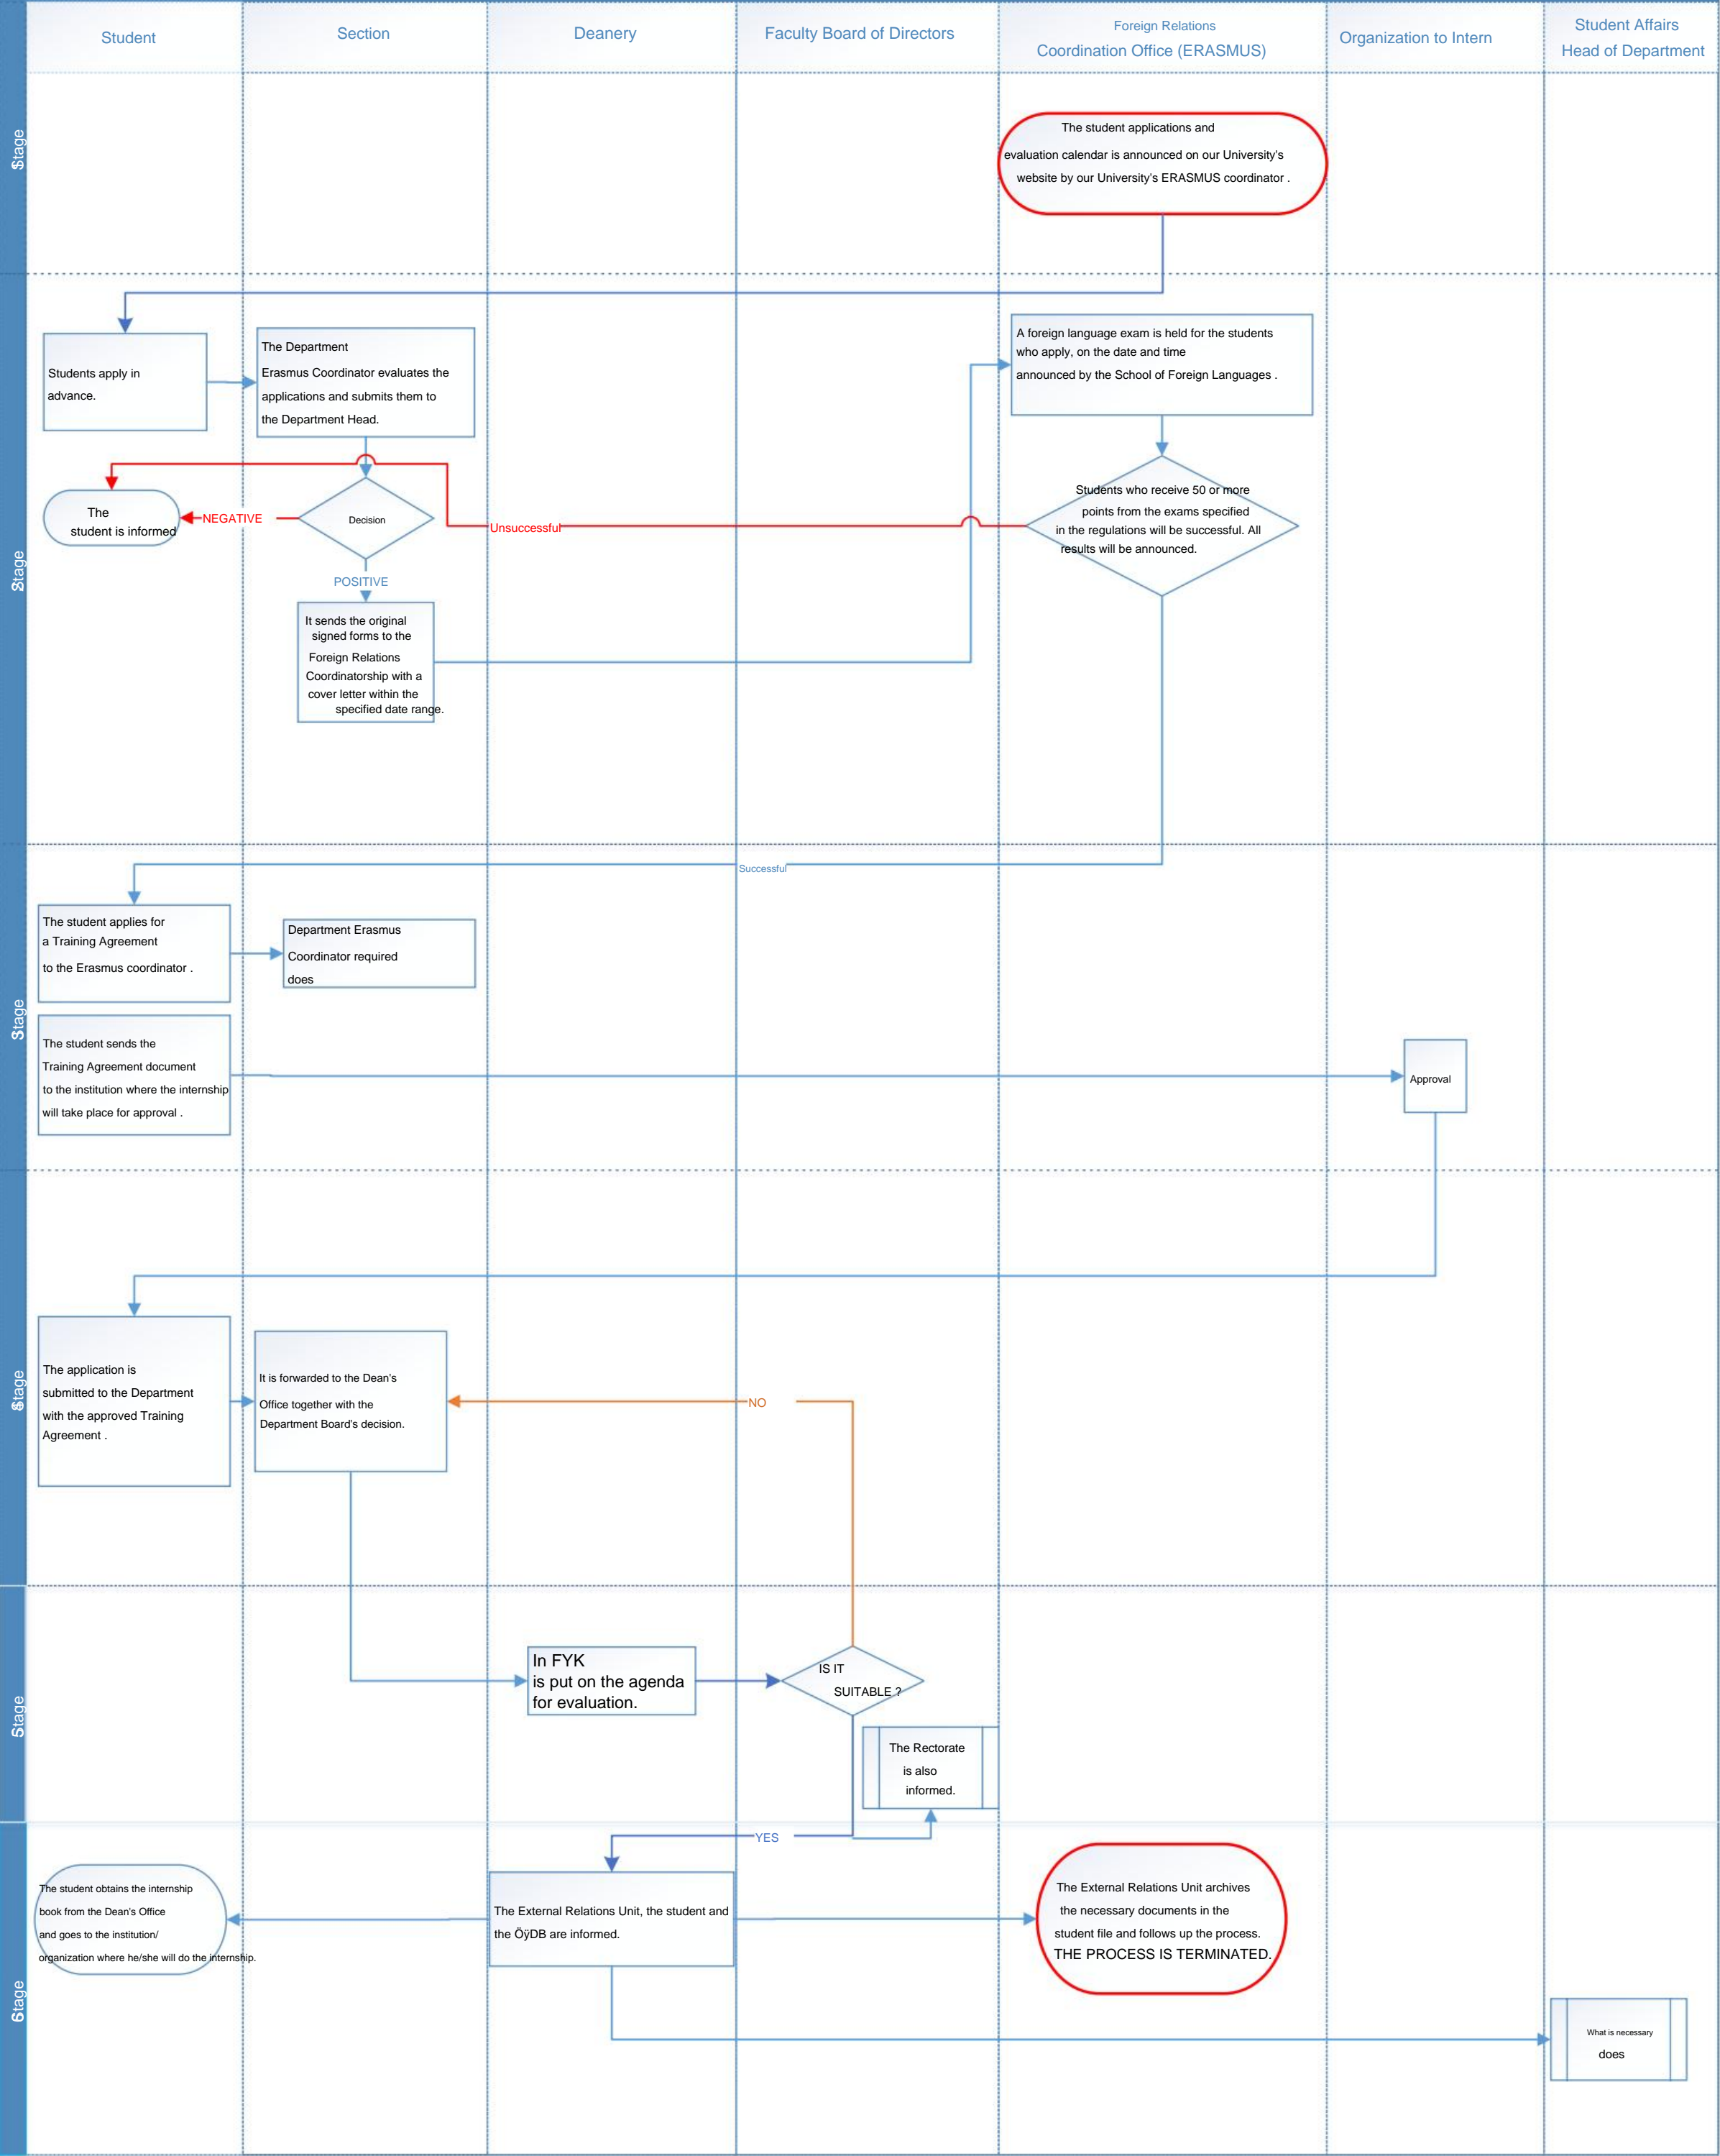 Student
Section
Deanery
Faculty Board of Directors
Foreign Relations
Coordination Office (ERASMUS)
Organization to Intern
Student Affairs
Head of Department
Stage
The student applications and
evaluation calendar is announced on our University's
website by our University's ERASMUS coordinator .
2
Stage
Students apply in
advance.
The Department
Erasmus Coordinator evaluates the
applications and submits them to
the Department Head.
A foreign language exam is held for the students
who apply, on the date and time
announced by the School of Foreign Languages .
The
student is informed
NEGATIVE
Decision
Unsuccessful
Students who receive 50 or more
points from the exams specified
in the regulations will be successful. All
results will be announced.
POSITIVE
It sends the original
signed forms to the
Foreign Relations
Coordinatorship with a
cover letter within the
specified date range.
Successful
3
Stage
The student applies for
a Training Agreement
to the Erasmus coordinator .
Department Erasmus
Coordinator required
does
The student sends the
Training Agreement document
to the institution where the internship
will take place for approval .
Approval
Stage
The application is
submitted to the Department
with the approved Training
Agreement .
It is forwarded to the Dean's
Office together with the
Department Board's decision.
NO
5
Stage
In FYK
is put on the agenda
for evaluation.
IS IT
SUITABLE ?
The Rectorate
is also
informed.
YES
6
Stage
The student obtains the internship
book from the Dean's Office
and goes to the institution/
organization where he/she will do the internship.
The External Relations Unit, the student and
the ÖÿDB are informed.
The External Relations Unit archives
the necessary documents in the
student file and follows up the process.
THE PROCESS IS TERMINATED.
What is necessary
does